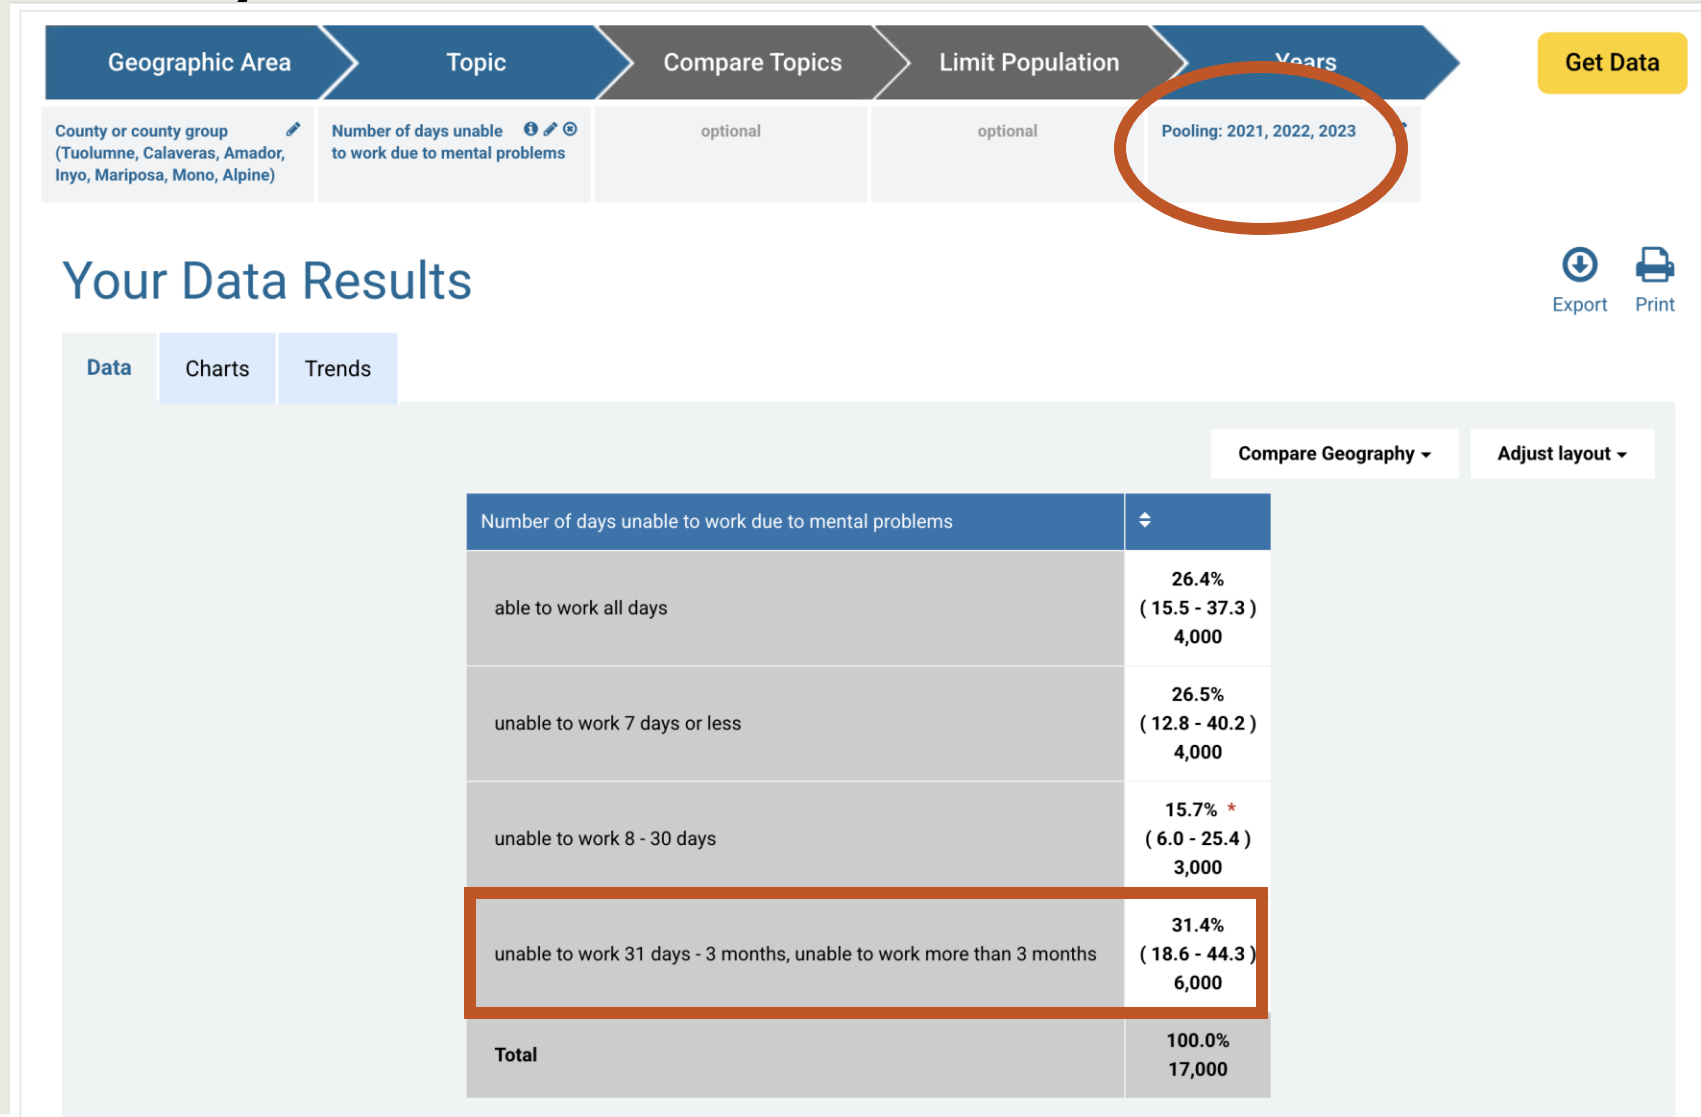 Geographic Area
Topic
Compare Topics
Limit Population
Years
Get Data
County or county group
(Tuolumne, Calaveras, Amador,
Inyo, Mariposa, Mono, Alpine)
Number of days unable
to work due to mental problems
optional
optional
Pooling: 2021, 2022, 2023
Your Data Results
Export
Print
Data
Charts
Trends
Compare Geography
Adjust layout
Number of days unable to work due to mental problems
able to work all days
26.4%
( 15.5 - 37.3 )
4,000
unable to work 7 days or less
26.5%
( 12.8 - 40.2 )
4,000
unable to work 8 - 30 days
15.7% *
( 6.0 - 25.4 )
3,000
unable to work 31 days - 3 months, unable to work more than 3 months
31.4%
( 18.6 - 44.3 )
6,000
Total
100.0%
17,000